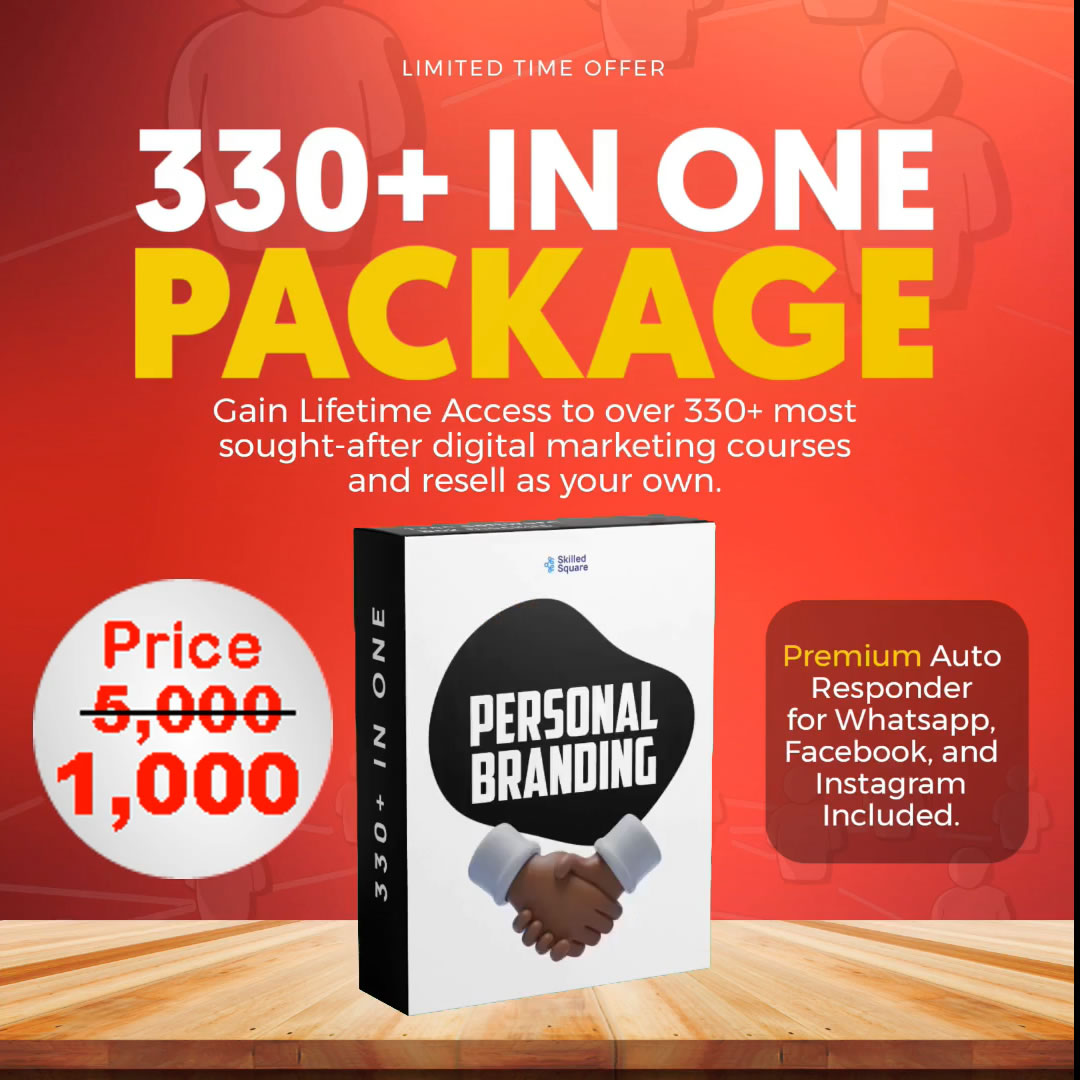 LIMITED TIME OFFER
330+ IN ONE
PACKAGE
Gain Lifetime Access to over 330+ most
sought-after digital marketing courses
and resell as your own.
Price
5,000
1,000
330+ IN ONE
Skilled
Square
PERSONAL
BRANDING
Premium Auto
Responder
for Whatsapp,
Facebook, and
Instagram
Included.